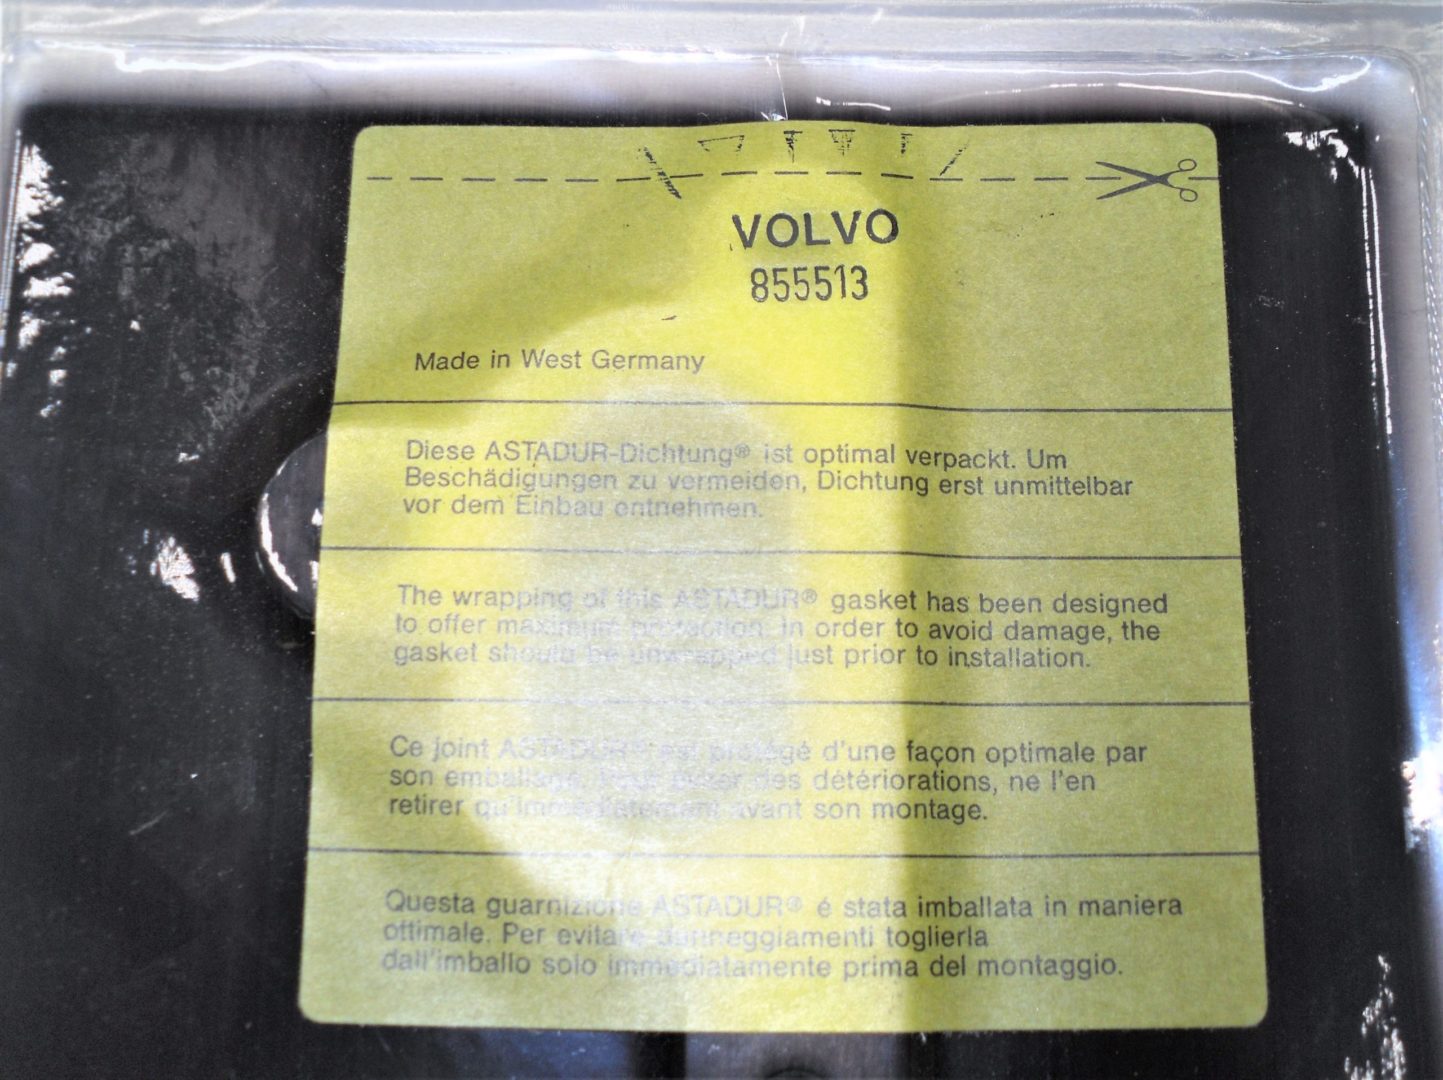 VOLVO
855513
Made in West Germany
Diese ASTADUR-Dichtung® ist optimal verpackt. Um
Beschädigungen zu vermeiden, Dichtung erst unmittelbar
vor dem Einbau entnehmen.
The wrapping of this ASTADUR® gasket has been designed
to offer maximum protection. In order to avoid damage, the
gasket should be unwrapped just prior to installation.
Ce joint ASTADUR® est protégé d'une façon optimale par
son emballage. Pour éviter des détériorations, ne l'en
retirer qu'immédiatement avant son montage.
Questa guarnizione ASTADUR® é stata imballata in maniera
ottimale. Per evitare danneggiamenti toglierla
dall'imballo solo immediatamente prima del montaggio.